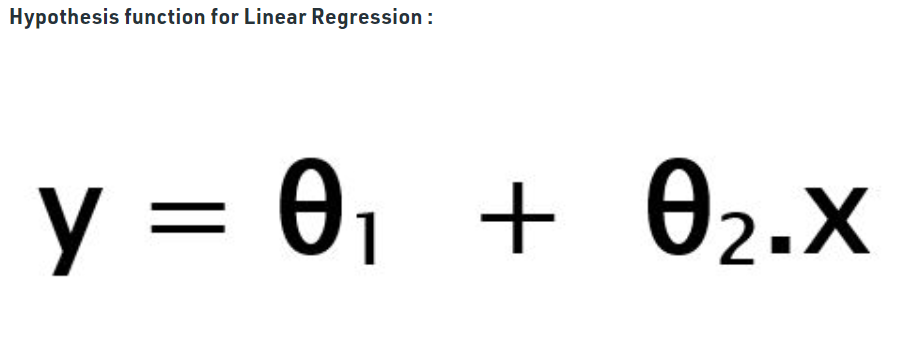 Hypothesis function for Linear Regression :
y = θ₁ + θ₂.x